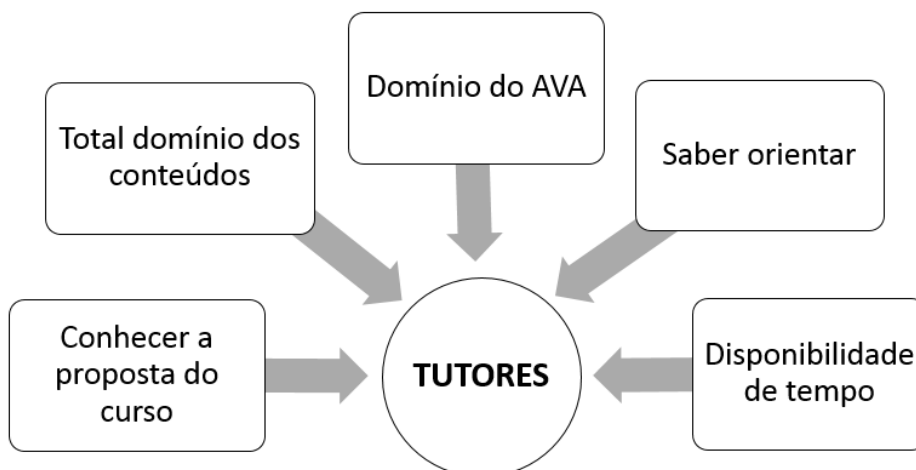 Domínio do AVA
Total domínio dos
conteúdos
Saber orientar
Conhecer a
proposta do
curso
TUTORES
Disponibilidade
de tempo